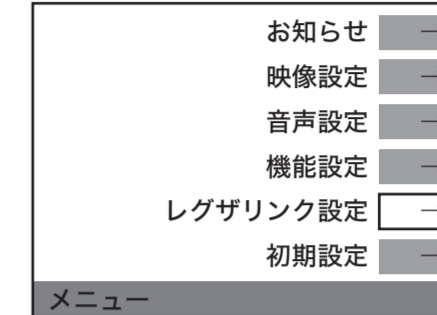 お知らせ
映像設定
音声設定
機能設定
レグザリンク設定
初期設定
メニュー